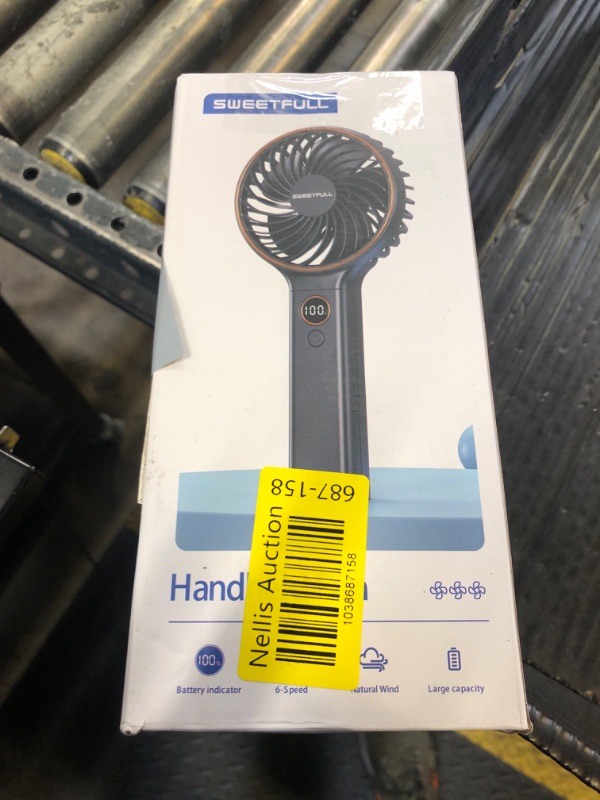 SWEETFULL
SWEETFULL
100%
687-158
Nellis Auction
1038687158
Hand
100%
Battery indicator
6-Speed
Natural Wind
Large capacity